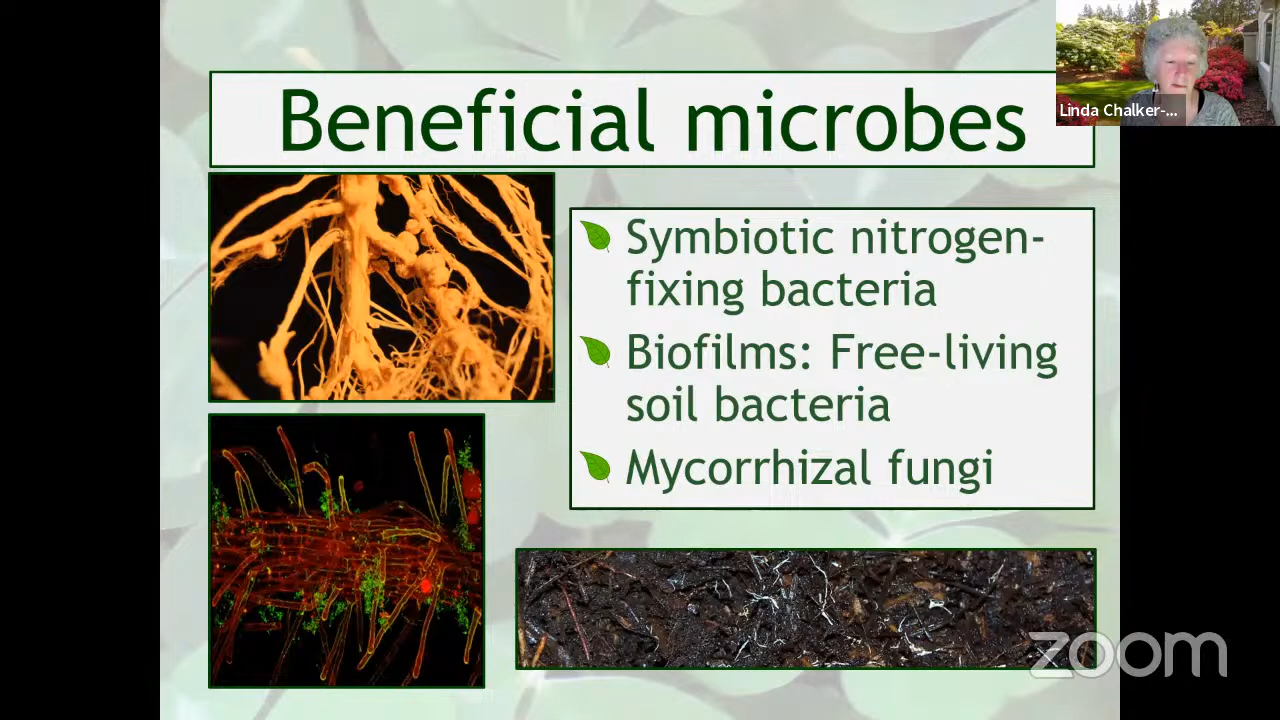 Beneficial microbes
Linda Chalker-...
Symbiotic nitrogen-
fixing bacteria
Biofilms: Free-living
soil bacteria
Mycorrhizal fungi
zoom